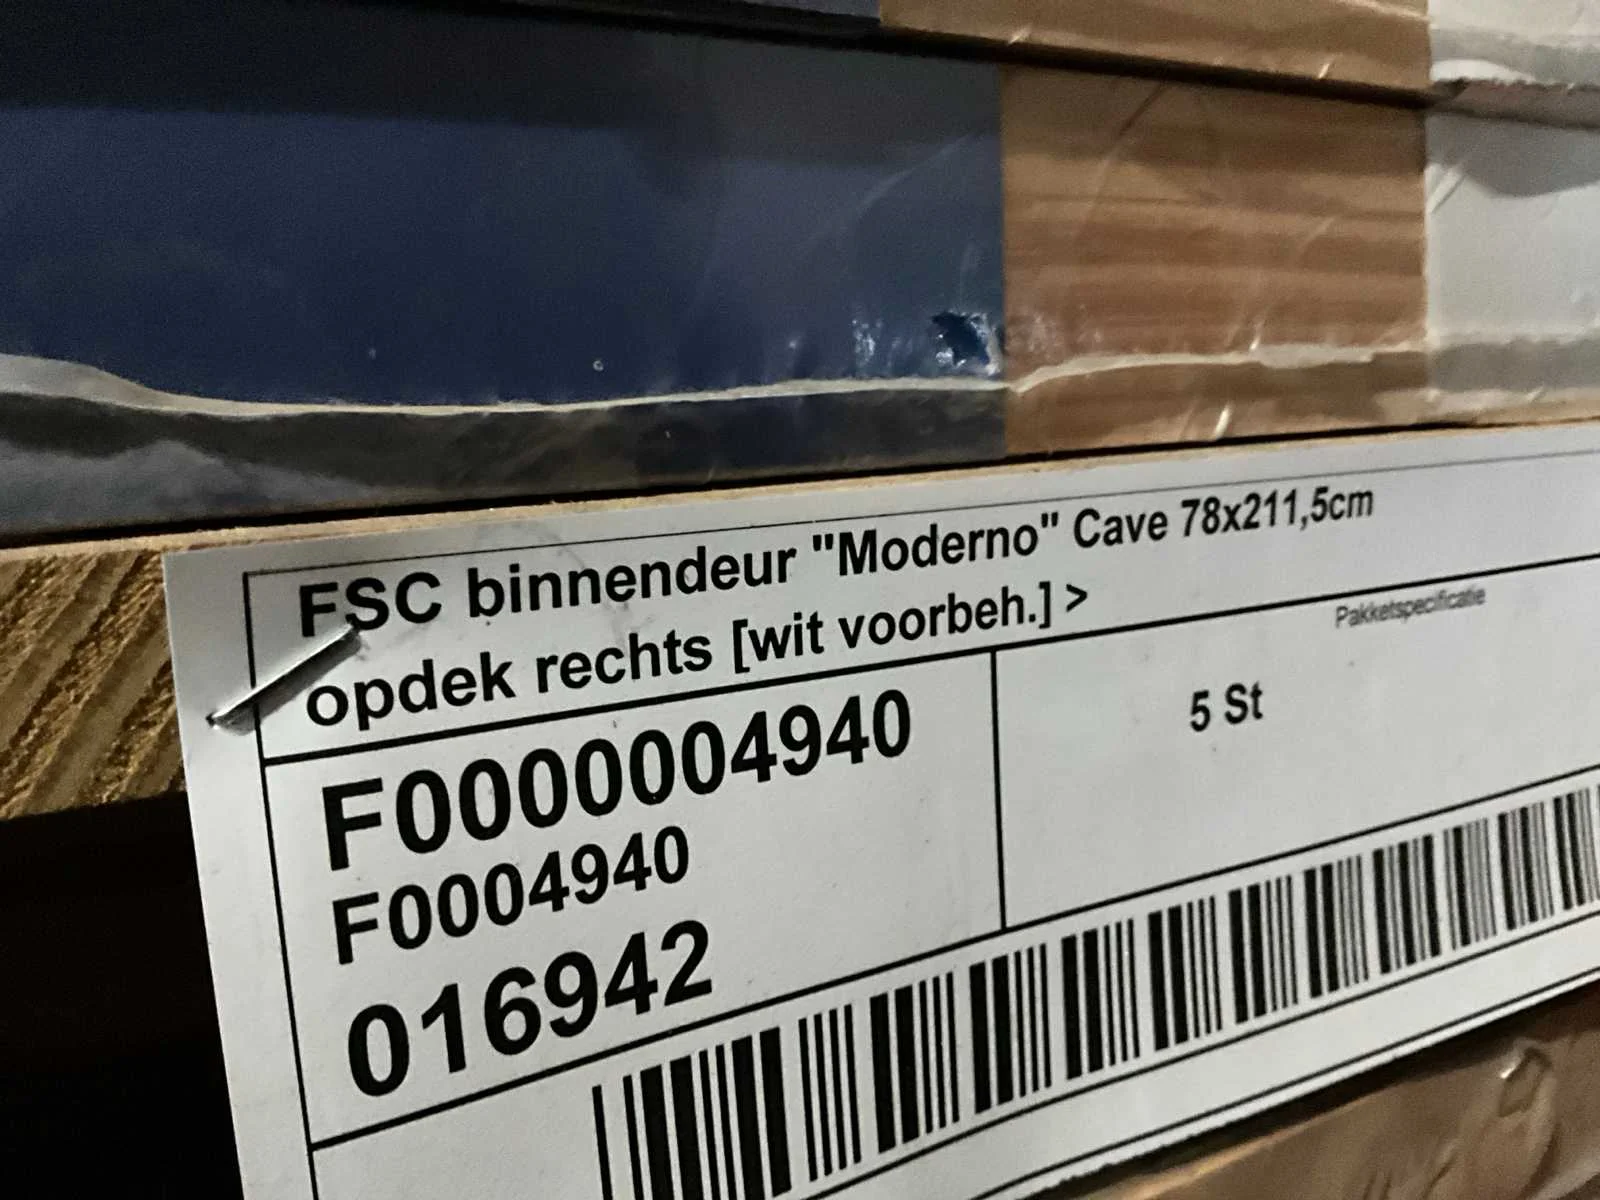 FSC binnendeur "Moderno" Cave 78x211,5cm
opdek rechts [wit voorbeh.] >
Pakketspecificatie
F0000004940
5 St
F0004940
016942